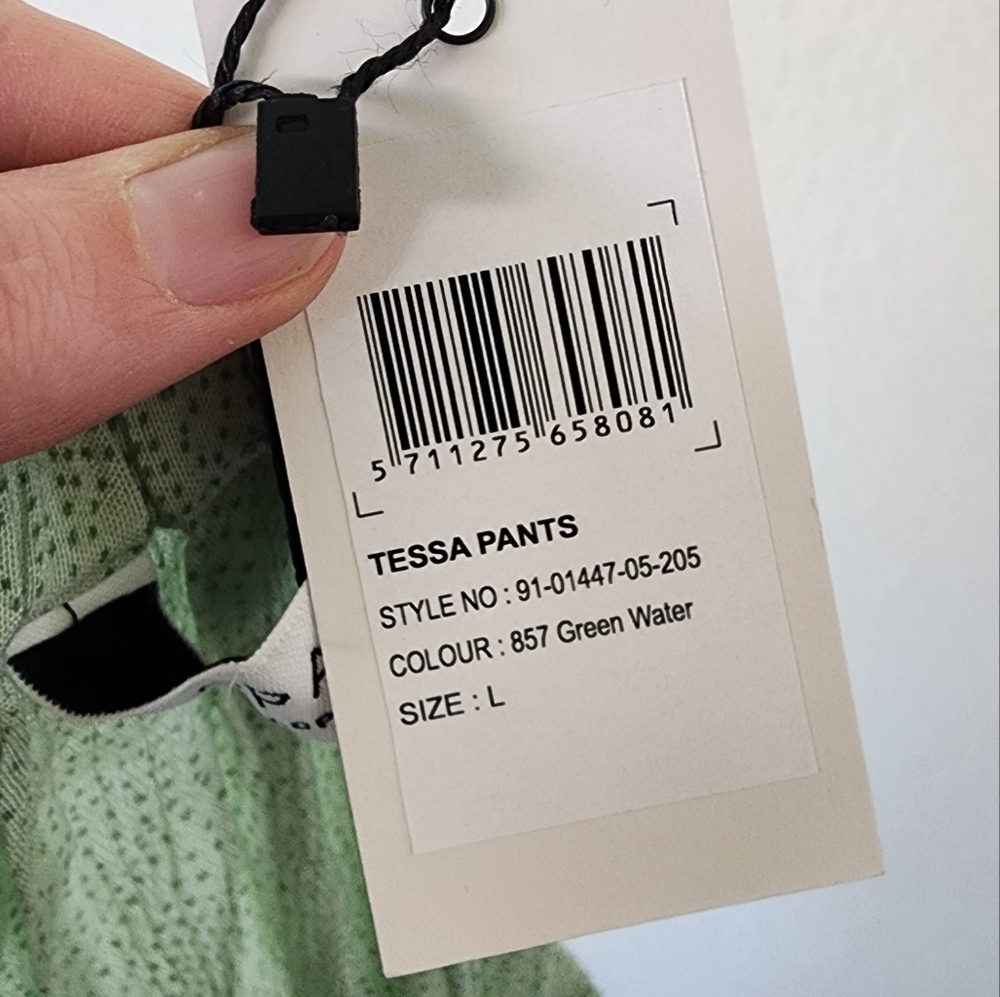 5 711275 658081
TESSA PANTS
STYLE NO : 91-01447-05-205
COLOUR : 857 Green Water
SIZE : L